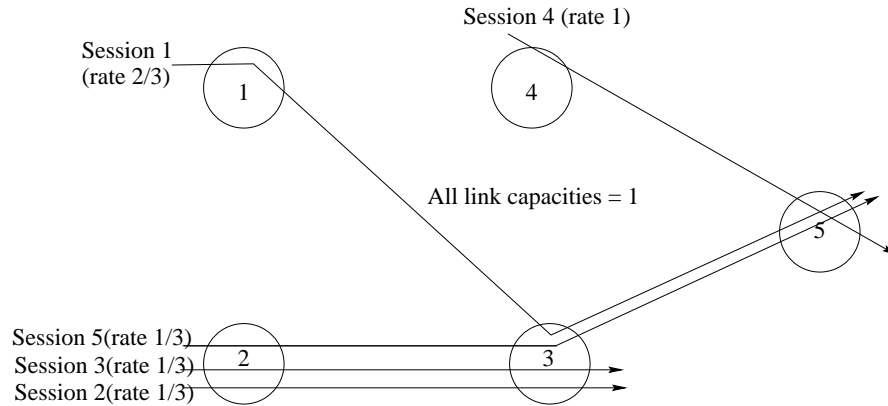 Session 4 (rate 1)
Session 1
(rate 2/3)
1
4
All link capacities = 1
5
Session 5(rate 1/3)
2
3
Session 3(rate 1/3)
Session 2(rate 1/3)